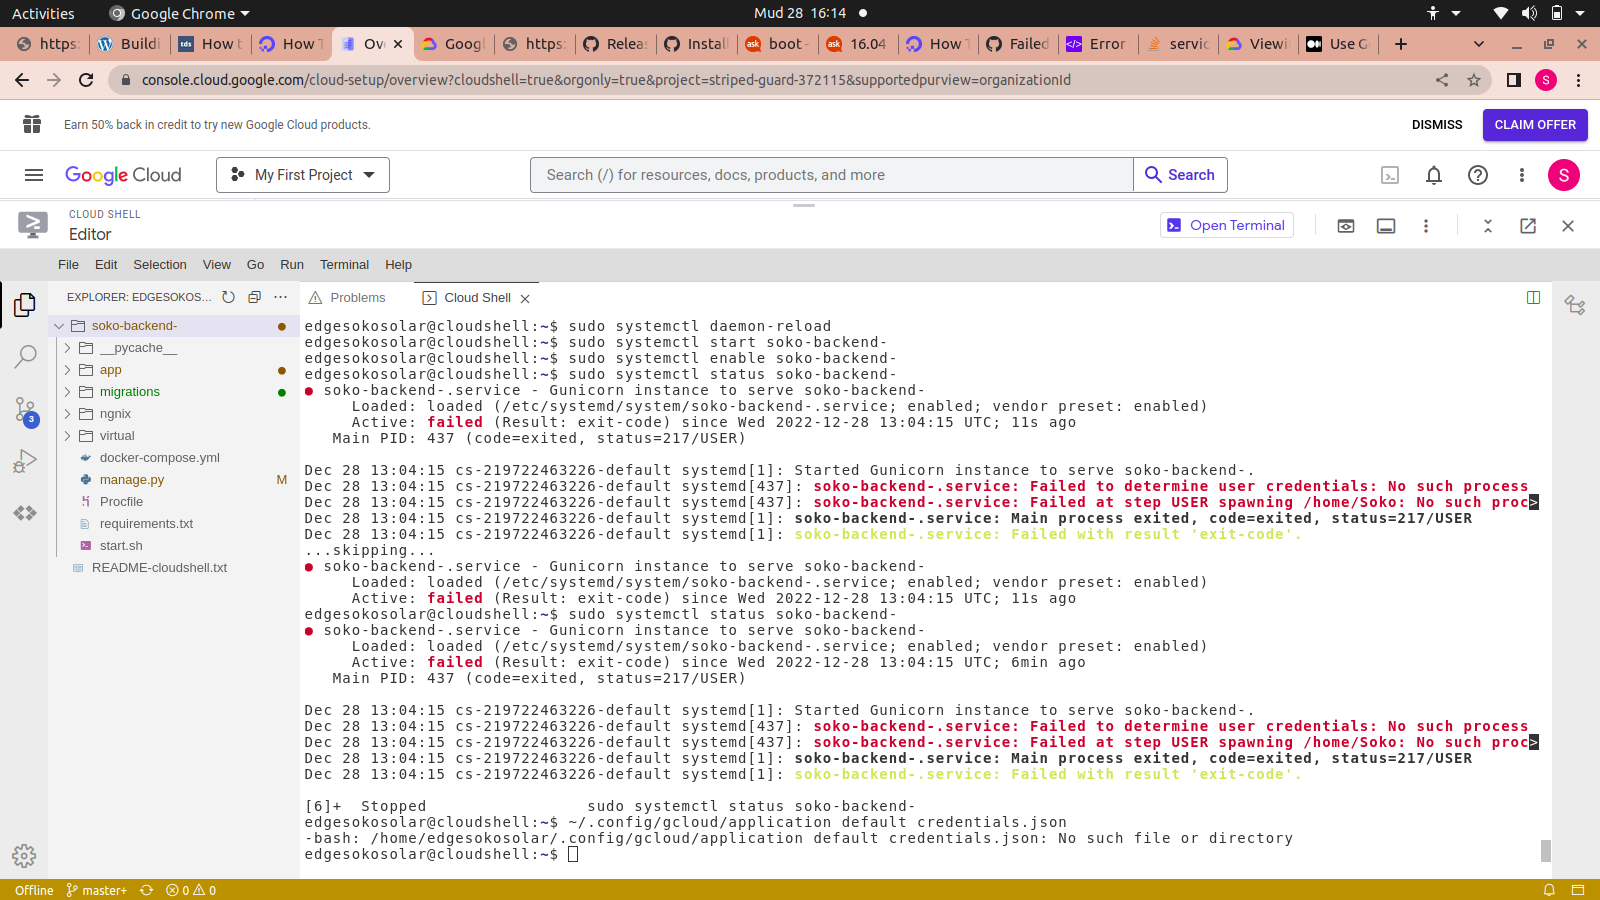 Activities
Google Chrome
Mud 28 16:14
https:
Buildi
tds
How t
How T
Ove
Googl
https:
Releas
Instal
ask
boot -
ask
16.04
How T
Failed
Error
servic
Viewi
Use G
console.cloud.google.com/cloud-setup/overview?cloudshell=true&orgonly=true&project=striped-guard-372115&supportedpurview=organizationId
S
Earn 50% back in credit to try new Google Cloud products.
DISMISS
CLAIM OFFER
Google Cloud
My First Project
Search (/) for resources, docs, products, and more
Search
S
CLOUD SHELL
Editor
Open Terminal
File Edit Selection View Go Run Terminal Help
EXPLORER: EDGESOKOS...
soko-backend-
__pycache__
app
migrations
ngnix
virtual
docker-compose.yml
manage.py M
Procfile
requirements.txt
start.sh
README-cloudshell.txt
3
Problems
Cloud Shell
edgesokosolar@cloudshell:~$ sudo systemctl daemon-reload
edgesokosolar@cloudshell:~$ sudo systemctl start soko-backend-
edgesokosolar@cloudshell:~$ sudo systemctl enable soko-backend-
edgesokosolar@cloudshell:~$ sudo systemctl status soko-backend-
● soko-backend-.service - Gunicorn instance to serve soko-backend-
Loaded: loaded (/etc/systemd/system/soko-backend-.service; enabled; vendor preset: enabled)
Active: failed (Result: exit-code) since Wed 2022-12-28 13:04:15 UTC; 11s ago
Main PID: 437 (code=exited, status=217/USER)
Dec 28 13:04:15 cs-219722463226-default systemd[1]: Started Gunicorn instance to serve soko-backend-.
Dec 28 13:04:15 cs-219722463226-default systemd[437]: soko-backend-.service: Failed to determine user credentials: No such process
Dec 28 13:04:15 cs-219722463226-default systemd[437]: soko-backend-.service: Failed at step USER spawning /home/Soko: No such proc>
Dec 28 13:04:15 cs-219722463226-default systemd[1]: soko-backend-.service: Main process exited, code=exited, status=217/USER
Dec 28 13:04:15 cs-219722463226-default systemd[1]: soko-backend-.service: Failed with result 'exit-code'.
...skipping...
● soko-backend-.service - Gunicorn instance to serve soko-backend-
Loaded: loaded (/etc/systemd/system/soko-backend-.service; enabled; vendor preset: enabled)
Active: failed (Result: exit-code) since Wed 2022-12-28 13:04:15 UTC; 11s ago
edgesokosolar@cloudshell:~$ sudo systemctl status soko-backend-
● soko-backend-.service - Gunicorn instance to serve soko-backend-
Loaded: loaded (/etc/systemd/system/soko-backend-.service; enabled; vendor preset: enabled)
Active: failed (Result: exit-code) since Wed 2022-12-28 13:04:15 UTC; 6min ago
Main PID: 437 (code=exited, status=217/USER)
Dec 28 13:04:15 cs-219722463226-default systemd[1]: Started Gunicorn instance to serve soko-backend-.
Dec 28 13:04:15 cs-219722463226-default systemd[437]: soko-backend-.service: Failed to determine user credentials: No such process
Dec 28 13:04:15 cs-219722463226-default systemd[437]: soko-backend-.service: Failed at step USER spawning /home/Soko: No such proc>
Dec 28 13:04:15 cs-219722463226-default systemd[1]: soko-backend-.service: Main process exited, code=exited, status=217/USER
Dec 28 13:04:15 cs-219722463226-default systemd[1]: soko-backend-.service: Failed with result 'exit-code'.
[6]+ Stopped sudo systemctl status soko-backend-
edgesokosolar@cloudshell:~$ ~/.config/gcloud/application default credentials.json
-bash: /home/edgesokosolar/.config/gcloud/application default credentials.json: No such file or directory
edgesokosolar@cloudshell:~$
Offline
master+
0
0